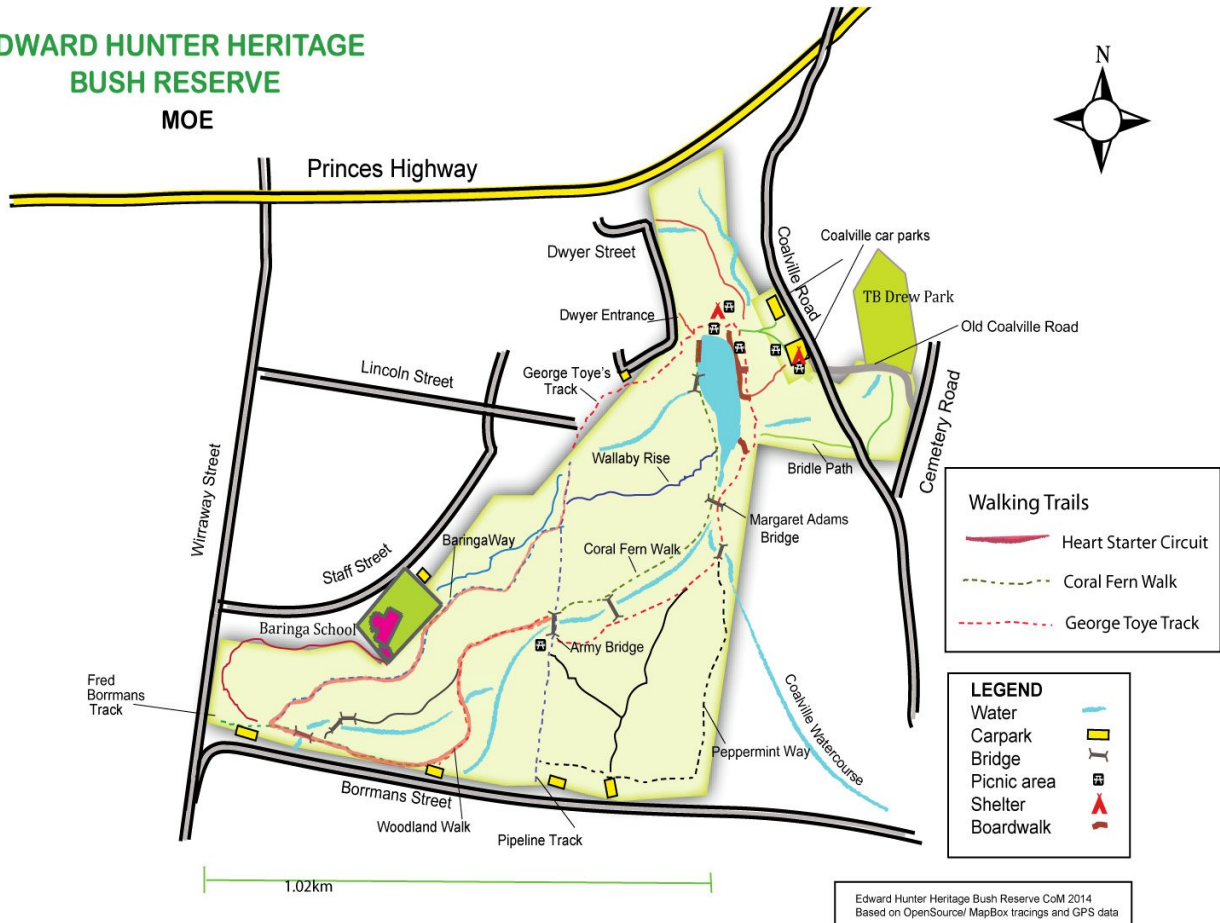 DWARD HUNTER HERITAGE
BUSH RESERVE
MOE
N
Princes Highway
Dwyer Street
Coalville Road
Coalville car parks
TB Drew Park
Dwyer Entrance
Old Coalville Road
Lincoln Street
George Toye's
Track
Cemetery Road
Wirraway Street
Wallaby Rise
Bridle Path
Margaret Adams
Bridge
BaringaWay
Coral Fern Walk
Staff Street
Baringa School
Army Bridge
Fred
Borrmans
Track
Coalville Watercourse
Peppermint Way
Borrmans Street
Woodland Walk
Pipeline Track
1.02km
Walking Trails
Heart Starter Circuit
Coral Fern Walk
George Toye Track
LEGEND
Water
Carpark
Bridge
Picnic area
Shelter
Boardwalk
Edward Hunter Heritage Bush Reserve CoM 2014
Based on OpenSource/ MapBox tracings and GPS data